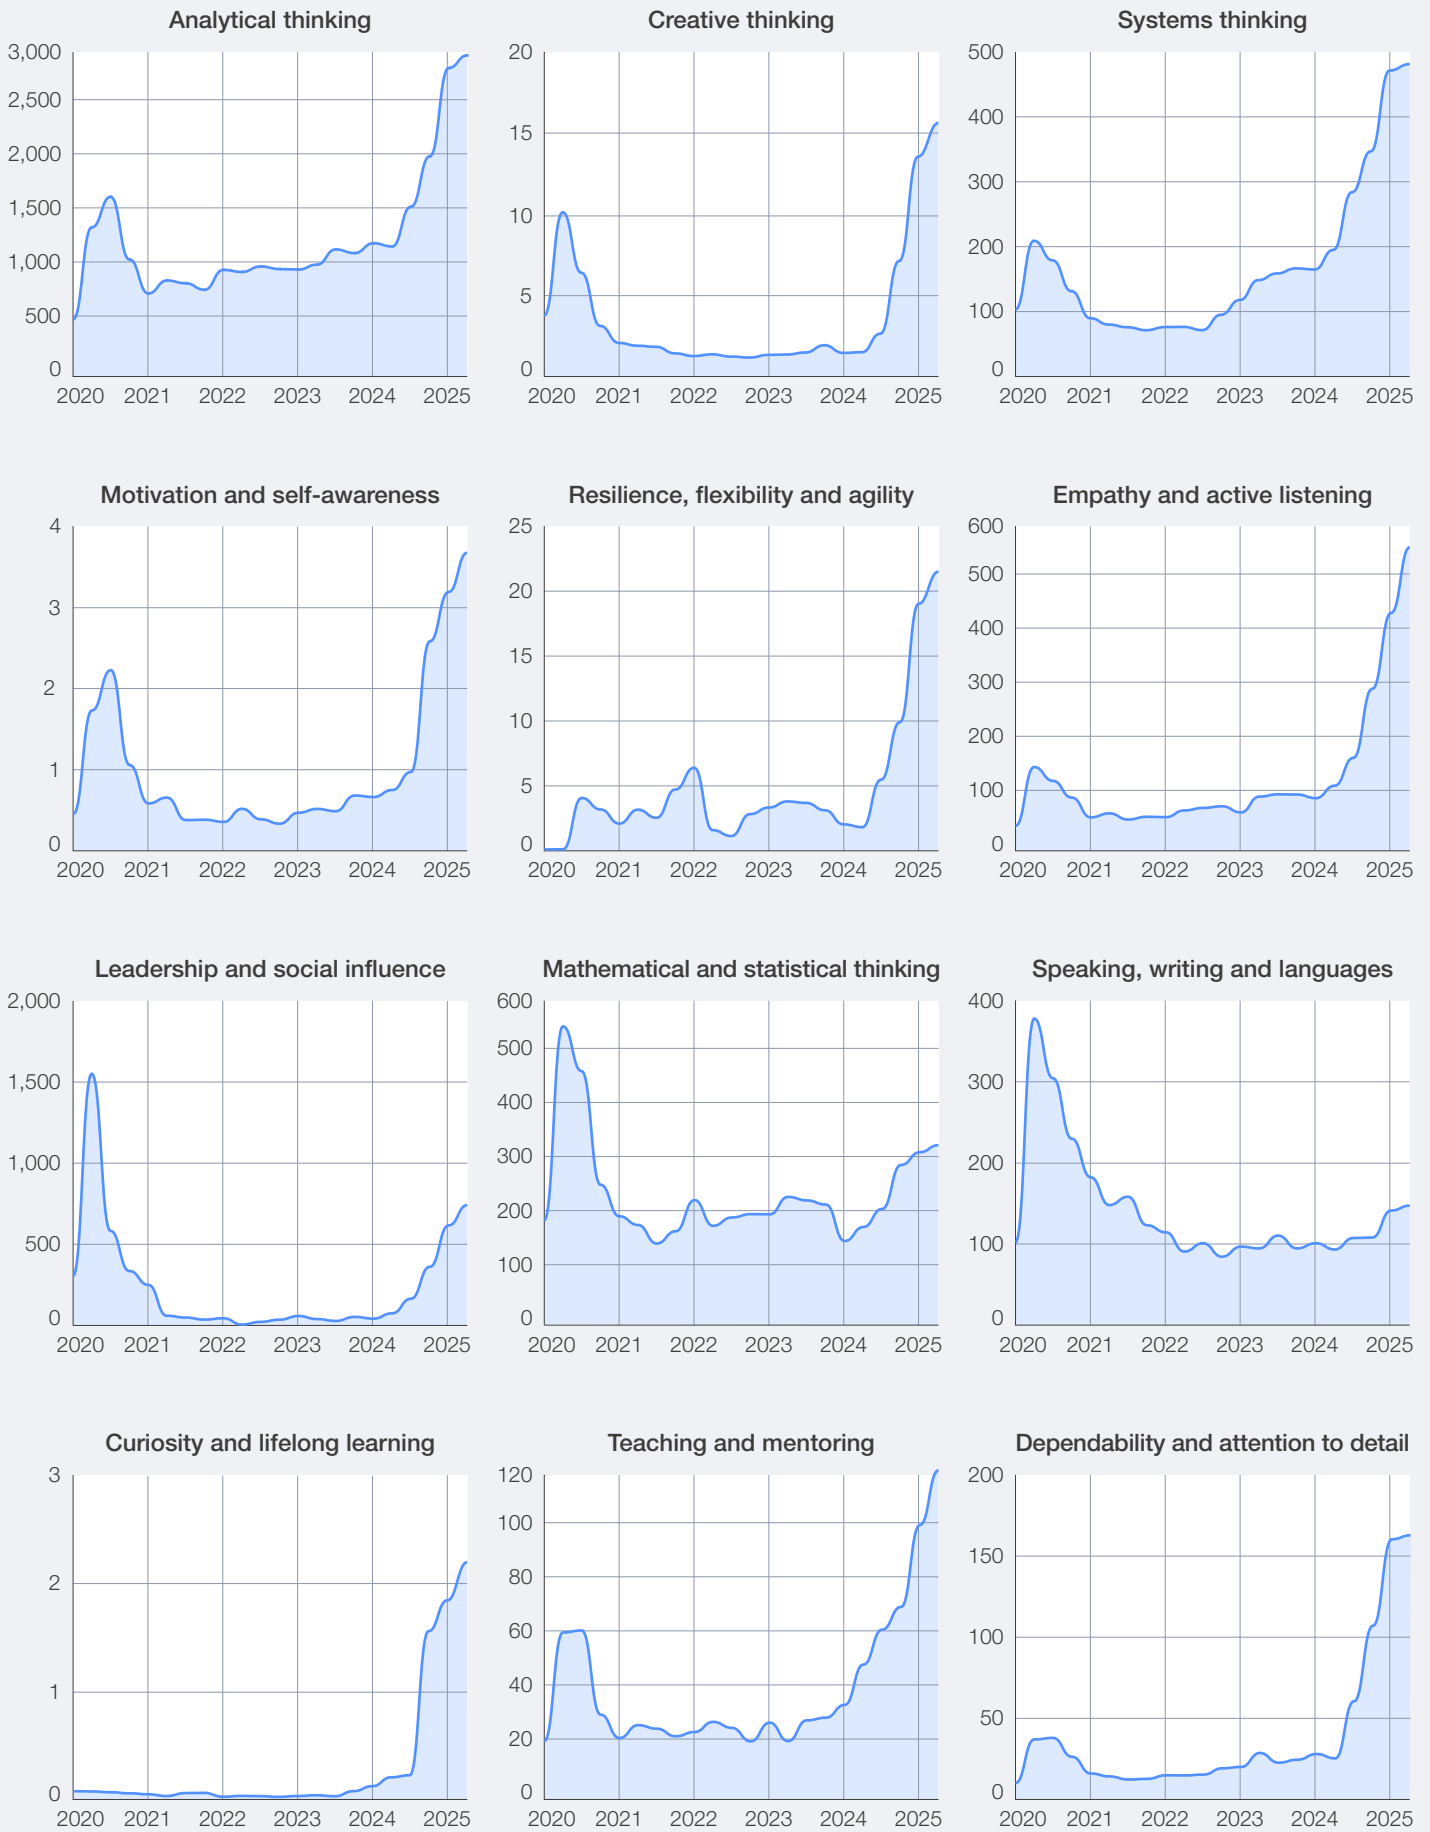 Analytical thinking
3,000
2,500
2,000
1,500
1,000
500
0
2020 2021 2022 2023 2024 2025
Creative thinking
20
15
10
5
0
2020 2021 2022 2023 2024 2025
Systems thinking
500
400
300
200
100
0
2020 2021 2022 2023 2024 2025
Motivation and self-awareness
4
3
2
1
0
2020 2021 2022 2023 2024 2025
Resilience, flexibility and agility
25
20
15
10
5
0
2020 2021 2022 2023 2024 2025
Empathy and active listening
600
500
400
300
200
100
0
2020 2021 2022 2023 2024 2025
Leadership and social influence
2,000
1,500
1,000
500
0
2020 2021 2022 2023 2024 2025
Mathematical and statistical thinking
600
500
400
300
200
100
0
2020 2021 2022 2023 2024 2025
Speaking, writing and languages
400
300
200
100
0
2020 2021 2022 2023 2024 2025
Curiosity and lifelong learning
3
2
1
0
2020 2021 2022 2023 2024 2025
Teaching and mentoring
120
100
80
60
40
20
0
2020 2021 2022 2023 2024 2025
Dependability and attention to detail
200
150
100
50
0
2020 2021 2022 2023 2024 2025